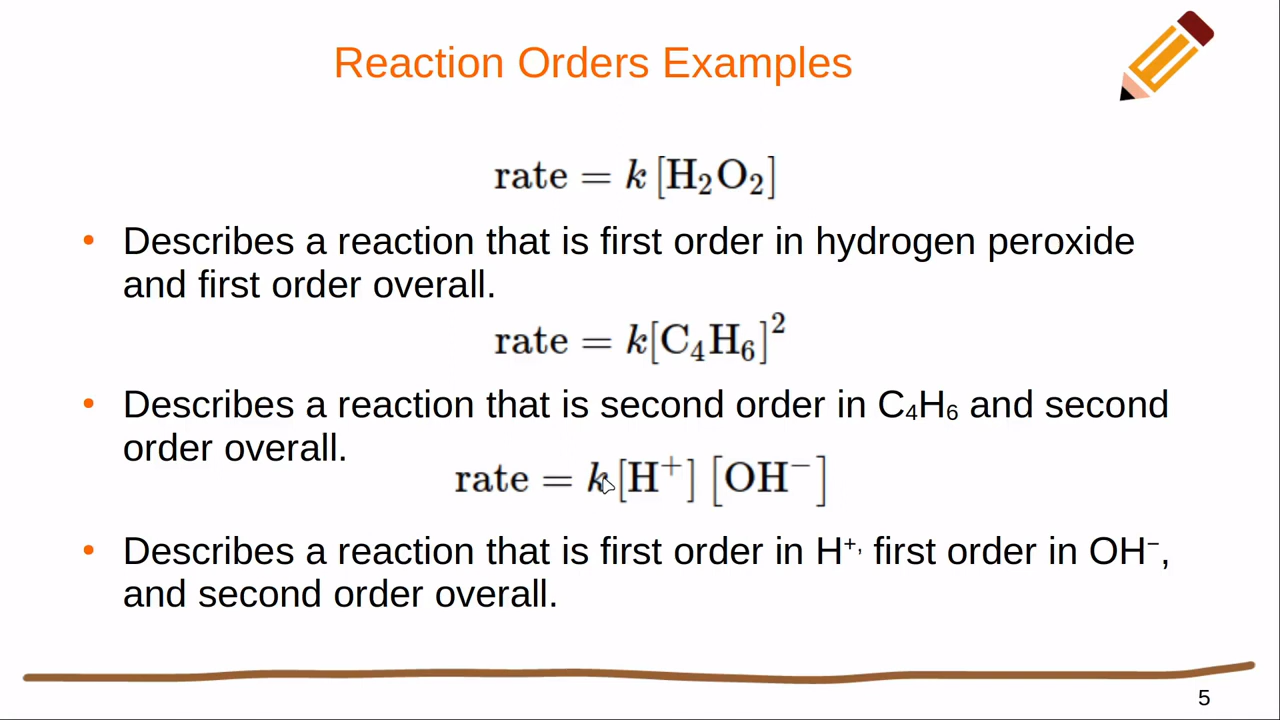 Reaction Orders Examples
rate = k [H₂O₂]
• Describes a reaction that is first order in hydrogen peroxide
and first order overall.
rate = k[C₄H₆]²
• Describes a reaction that is second order in C₄H₆ and second
order overall.
rate = k[H⁺] [OH⁻]
• Describes a reaction that is first order in H⁺, first order in OH⁻,
and second order overall.
5